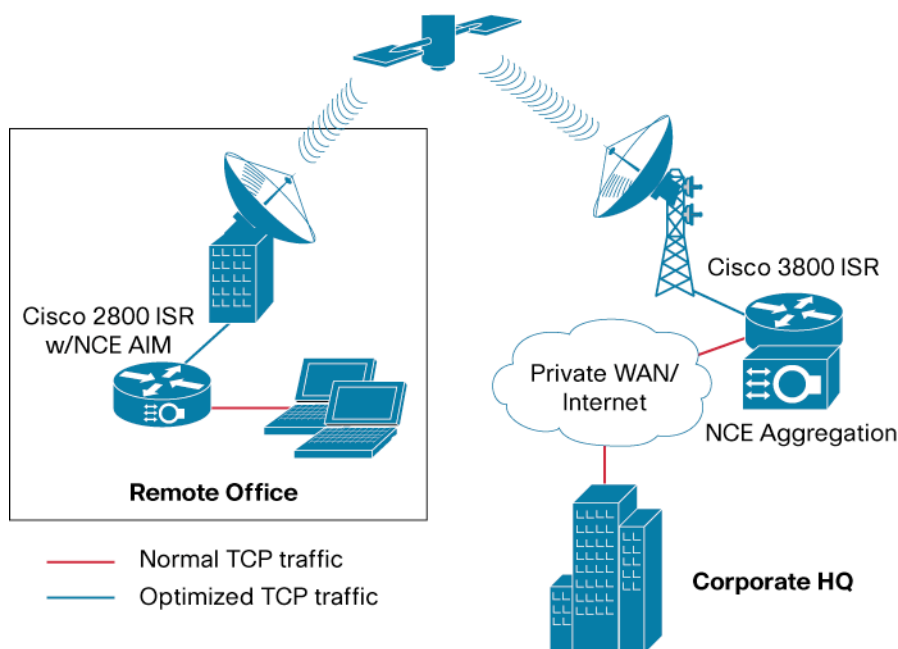 Cisco 2800 ISR
w/NCE AIM
Remote Office
Cisco 3800 ISR
Private WAN/
Internet
NCE Aggregation
Corporate HQ
Normal TCP traffic
Optimized TCP traffic